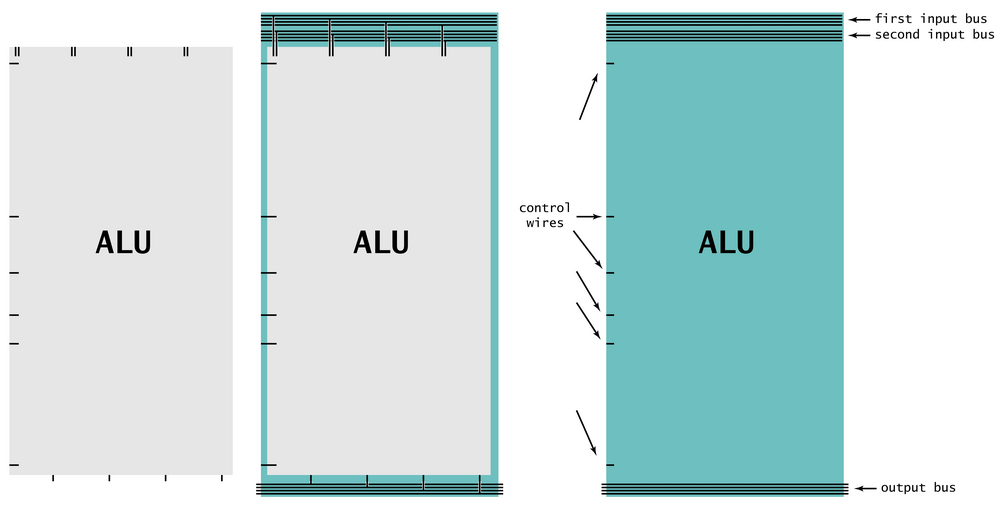 first input bus
second input bus
control
wires
ALU
ALU
ALU
output bus